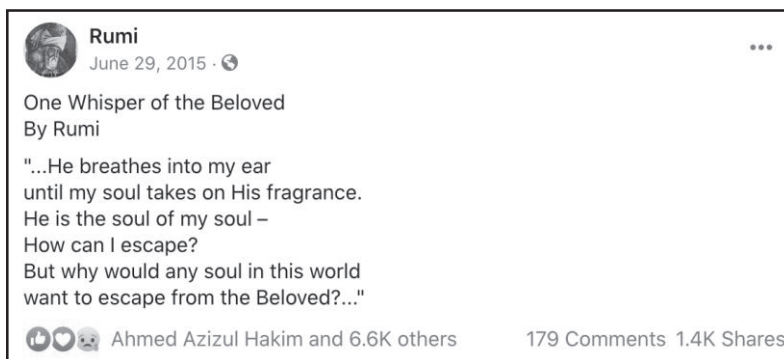 Rumi
June 29, 2015 ·
One Whisper of the Beloved
By Rumi
"...He breathes into my ear
until my soul takes on His fragrance.
He is the soul of my soul –
How can I escape?
But why would any soul in this world
want to escape from the Beloved?..."
Ahmed Azizul Hakim and 6.6K others 179 Comments 1.4K Shares